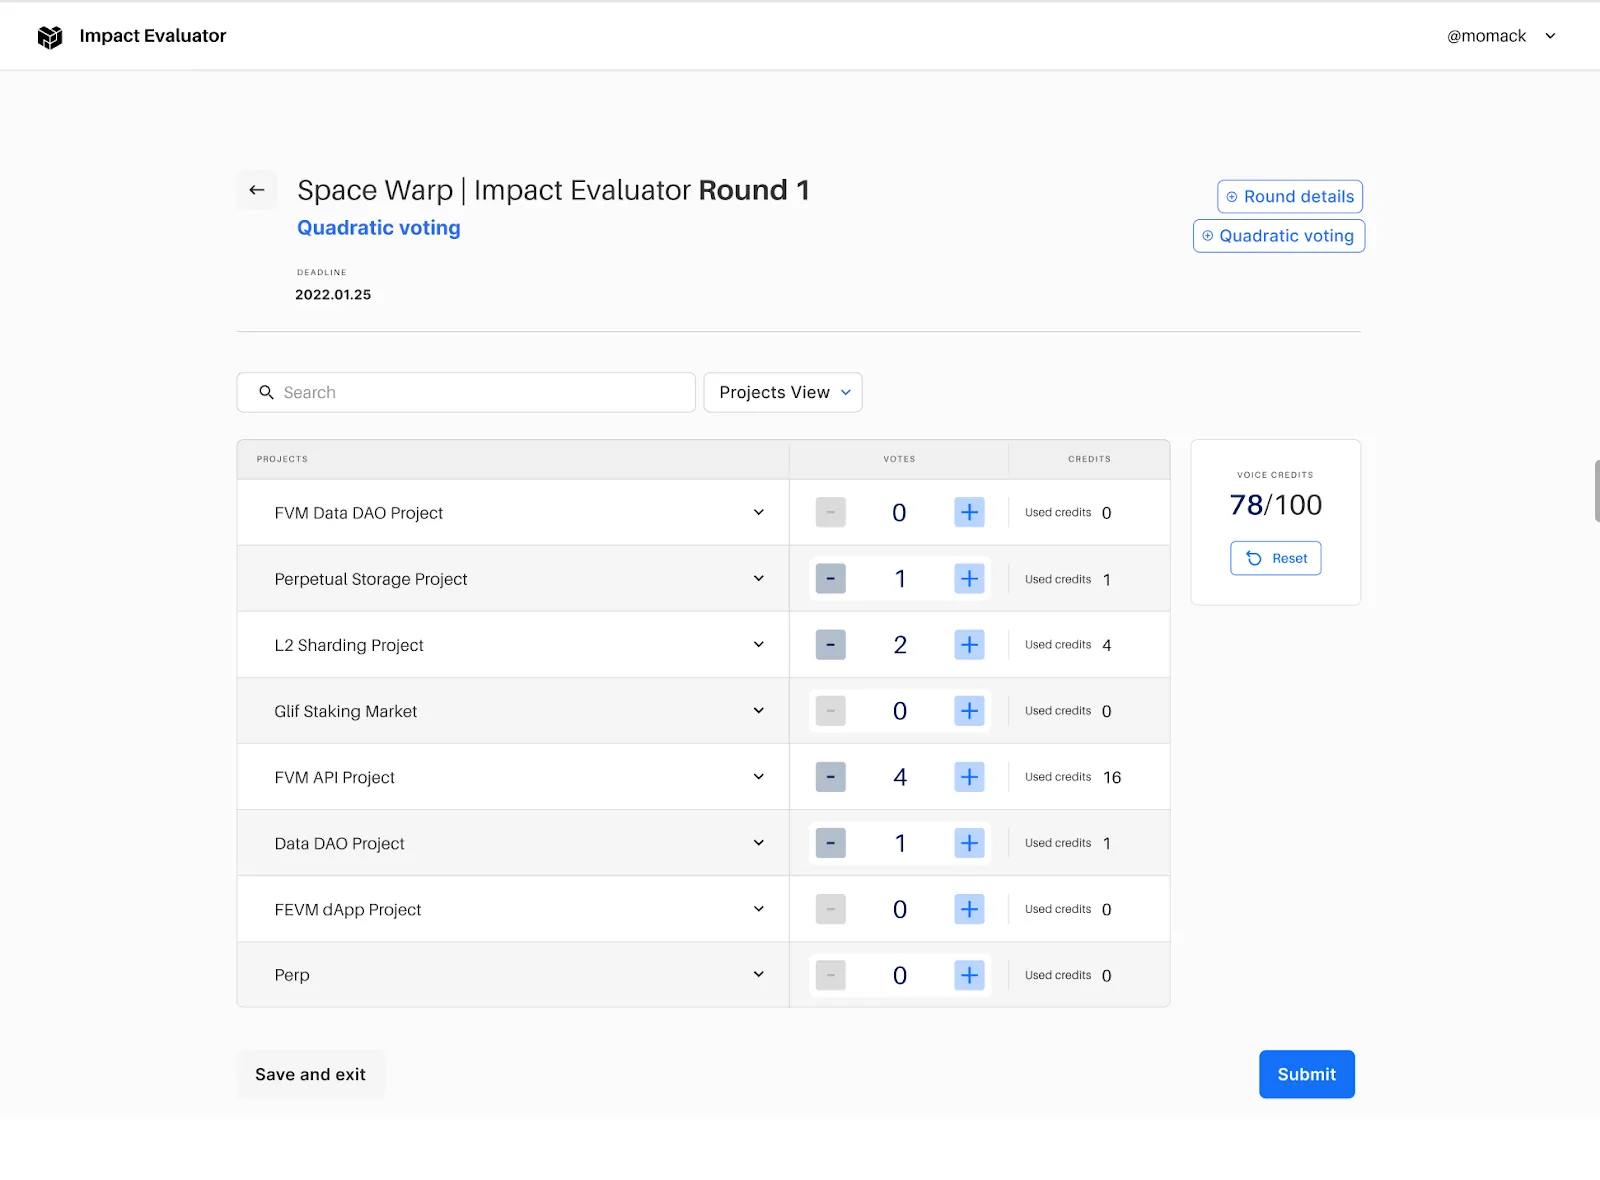 Impact Evaluator
@momack
Space Warp | Impact Evaluator Round 1
Quadratic voting
Round details
Quadratic voting
DEADLINE
2022.01.25
Search
Projects View
PROJECTS VOTES CREDITS
FVM Data DAO Project - 0 + Used credits 0
Perpetual Storage Project - 1 + Used credits 1
L2 Sharding Project - 2 + Used credits 4
Glif Staking Market - 0 + Used credits 0
FVM API Project - 4 + Used credits 16
Data DAO Project - 1 + Used credits 1
FEVM dApp Project - 0 + Used credits 0
Perp - 0 + Used credits 0
VOICE CREDITS
78/100
Reset
Save and exit
Submit